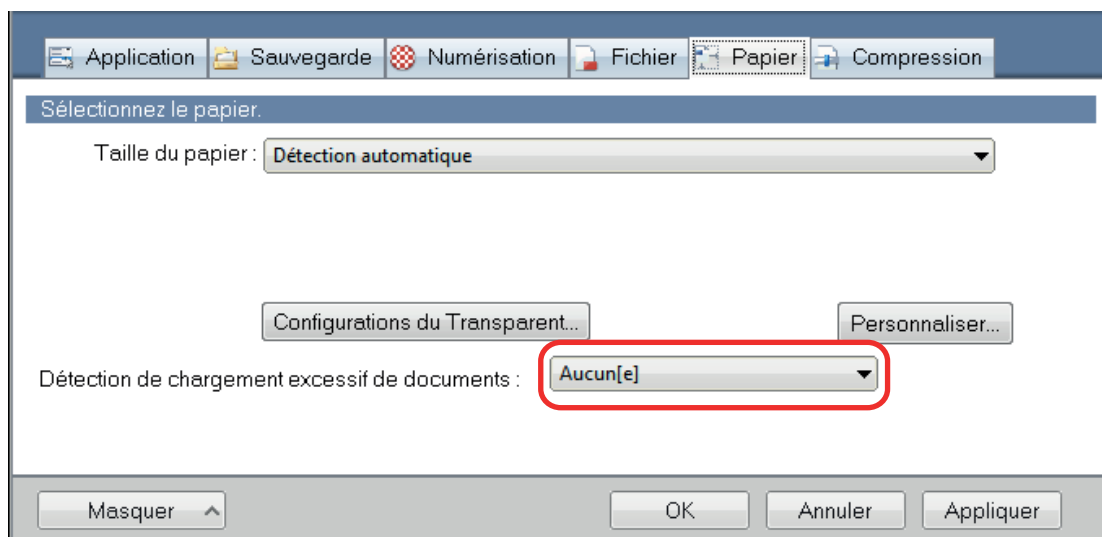 Application Sauvegarde Numérisation Fichier Papier Compression
Sélectionnez le papier.
Taille du papier : Détection automatique
Configurations du Transparent... Personnaliser...
Détection de chargement excessif de documents : Aucun[e]
Masquer OK Annuler Appliquer